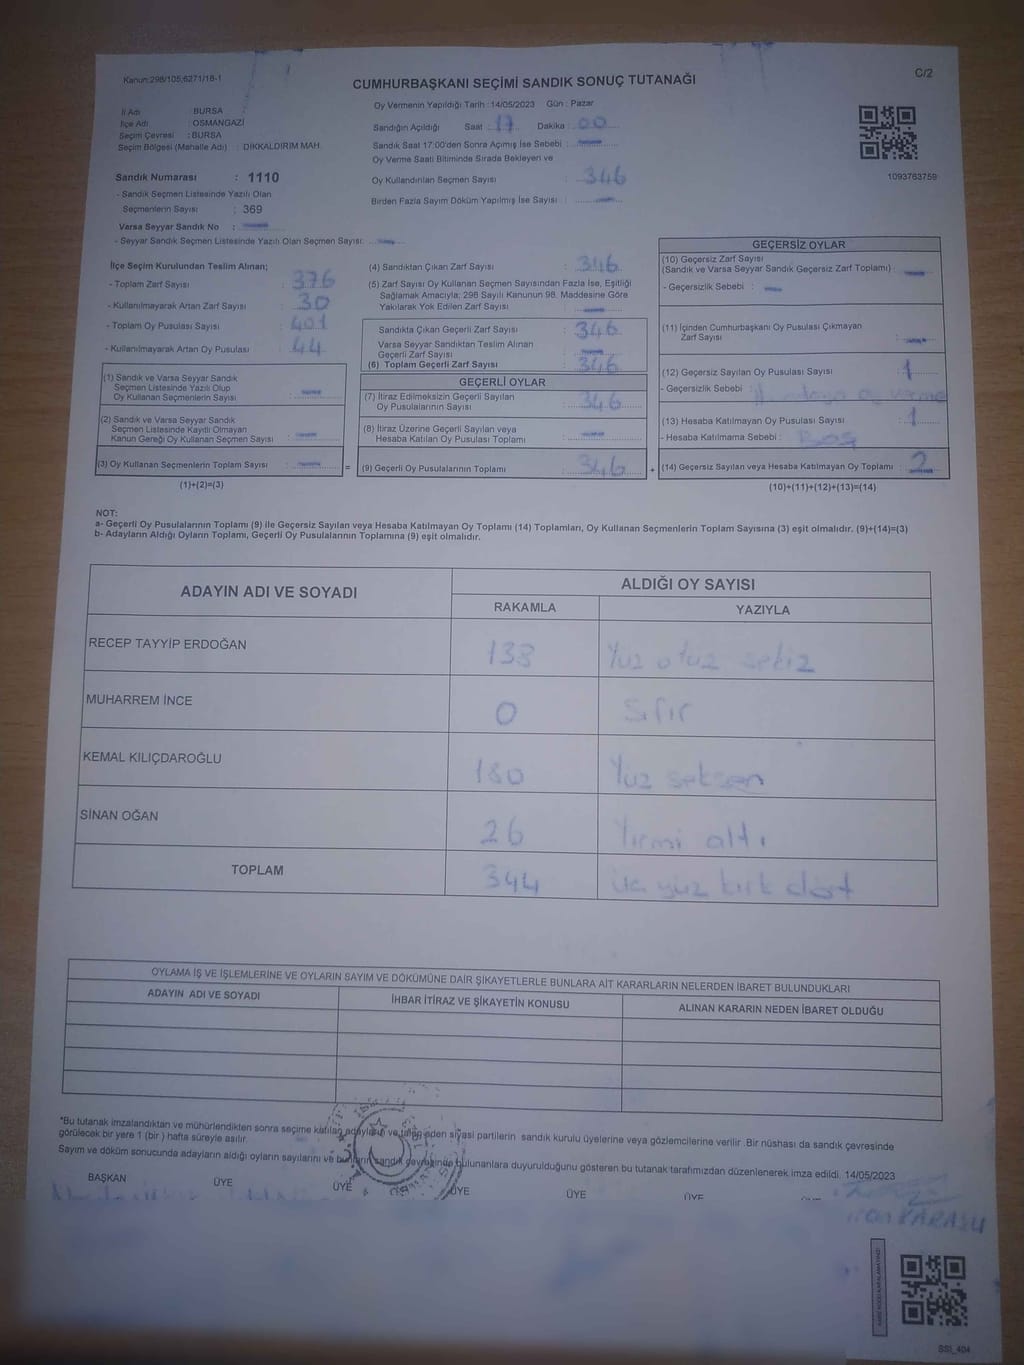 Kanun:298/105,6271/18-1
CUMHURBAŞKANI SEÇİMİ SANDIK SONUÇ TUTANAĞI
C/2
İl Adı : BURSA
İlçe Adı : OSMANGAZİ
Seçim Çevresi : BURSA
Seçim Bölgesi (Mahalle Adı) : DİKKALDIRIM MAH.
Sandık Numarası : 1110
- Sandık Seçmen Listesinde Yazılı Olan
Seçmenlerin Sayısı : 369
Varsa Seyyar Sandık No :
- Seyyar Sandık Seçmen Listesinde Yazılı Olan Seçmen Sayısı:
Oy Vermenin Yapıldığı Tarih : 14/05/2023 Gün : Pazar
Sandığın Açıldığı Saat : 17 Dakika : 00
Sandık Saat 17:00'den Sonra Açımış İse Sebebi :
Oy Verme Saati Bitiminde Sırada Bekleyen ve
Oy Kullandırılan Seçmen Sayısı : 346
Birden Fazla Sayım Döküm Yapılmış İse Sayısı :
1093763759
İlçe Seçim Kurulundan Teslim Alınan;
- Toplam Zarf Sayısı : 376
- Kullanılmayarak Artan Zarf Sayısı : 30
- Toplam Oy Pusulası Sayısı : 401
- Kullanılmayarak Artan Oy Pusulası : 44
(1) Sandık ve Varsa Seyyar Sandık
Seçmen Listesinde Yazılı Olup
Oy Kullanan Seçmenlerin Sayısı :
(2) Sandık ve Varsa Seyyar Sandık
Seçmen Listesinde Kayıtlı Olmayan
Kanun Gereği Oy Kullanan Seçmen Sayısı :
(3) Oy Kullanan Seçmenlerin Toplam Sayısı : =
(1)+(2)=(3)
(4) Sandıktan Çıkan Zarf Sayısı : 346
(5) Zarf Sayısı Oy Kullanan Seçmen Sayısından Fazla İse, Eşitliği
Sağlamak Amacıyla; 298 Sayılı Kanunun 98. Maddesine Göre
Yakılarak Yok Edilen Zarf Sayısı :
Sandıkta Çıkan Geçerli Zarf Sayısı : 346
Varsa Seyyar Sandıktan Teslim Alınan
Geçerli Zarf Sayısı :
(6) Toplam Geçerli Zarf Sayısı : 346
GEÇERLİ OYLAR
(7) İtiraz Edilmeksizin Geçerli Sayılan
Oy Pusulalarının Sayısı : 346
(8) İtiraz Üzerine Geçerli Sayılan veya
Hesaba Katılan Oy Pusulası Toplamı :
(9) Geçerli Oy Pusulalarının Toplamı : 346 +
GEÇERSİZ OYLAR
(10) Geçersiz Zarf Sayısı
(Sandık ve Varsa Seyyar Sandık Geçersiz Zarf Toplamı) :
- Geçersizlik Sebebi :
(11) İçinden Cumhurbaşkanı Oy Pusulası Çıkmayan
Zarf Sayısı :
(12) Geçersiz Sayılan Oy Pusulası Sayısı : 1
- Geçersizlik Sebebi : oy verme
(13) Hesaba Katılmayan Oy Pusulası Sayısı : 1
- Hesaba Katılmama Sebebi : Boş
(14) Geçersiz Sayılan veya Hesaba Katılmayan Oy Toplamı : 2
(10)+(11)+(12)+(13)=(14)
NOT:
a- Geçerli Oy Pusulalarının Toplamı (9) ile Geçersiz Sayılan veya Hesaba Katılmayan Oy Toplamı (14) Toplamları, Oy Kullanan Seçmenlerin Toplam Sayısına (3) eşit olmalıdır. (9)+(14)=(3)
b- Adayların Aldığı Oyların Toplamı, Geçerli Oy Pusulalarının Toplamına (9) eşit olmalıdır.
ADAYIN ADI VE SOYADI ALDIĞI OY SAYISI
RAKAMLA YAZIYLA
RECEP TAYYİP ERDOĞAN 138 Yüz otuz sekiz
MUHARREM İNCE 0 Sıfır
KEMAL KILIÇDAROĞLU 180 Yüz seksen
SİNAN OĞAN 26 Yirmi altı
TOPLAM 344 üç yüz kırk dört
OYLAMA İŞ VE İŞLEMLERİNE VE OYLARIN SAYIM VE DÖKÜMÜNE DAİR ŞİKAYETLERLE BUNLARA AİT KARARLARIN NELERDEN İBARET BULUNDUKLARI
ADAYIN ADI VE SOYADI İHBAR İTİRAZ VE ŞİKAYETİN KONUSU ALINAN KARARIN NEDEN İBARET OLDUĞU
*Bu tutanak imzalandıktan ve mühürlendikten sonra seçime katılan adaylara ve talep eden siyasi partilerin sandık kurulu üyelerine veya gözlemcilerine verilir. Bir nüshası da sandık çevresinde
görülecek bir yere 1 (bir) hafta süreyle asılır.
Sayım ve döküm sonucunda adayların aldığı oyların sayılarını ve bunların sandık çevresinde bulunanlara duyurulduğunu gösteren bu tutanak tarafımızdan düzenlenerek imza edildi. 14/05/2023
BAŞKAN ÜYE ÜYE ÜYE ÜYE ÜYE
KARASU
SSİ_404